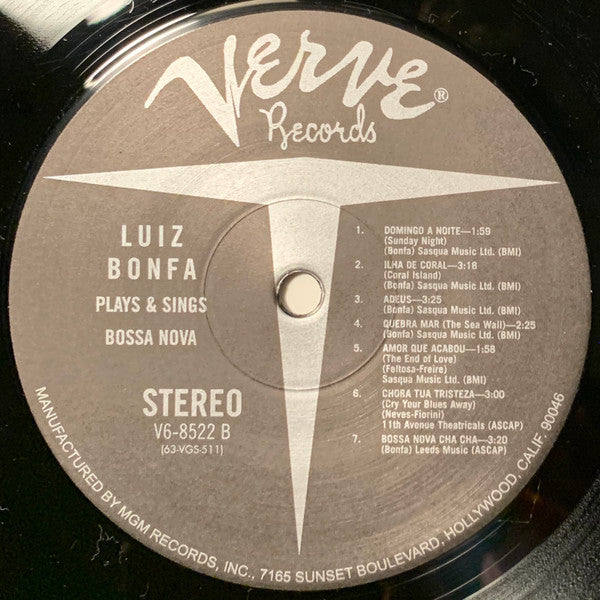 VERVE®
Records
LUIZ
BONFA
PLAYS & SINGS
BOSSA NOVA
STEREO
V6-8522 B
(63-VGS-511)
1. DOMINGO A NOITE—1:59
(Sunday Night)
(Bonfa) Sasqua Music Ltd. (BMI)
2. ILHA DE CORAL—3:18
(Coral Island)
(Bonfa) Sasqua Music Ltd. (BMI)
3. ADEUS—3:25
(Bonfa) Sasqua Music Ltd. (BMI)
4. QUEBRA MAR (The Sea Wall)—2:25
(Bonfa) Sasqua Music Ltd. (BMI)
5. AMOR QUE ACABOU—1:58
(The End of Love)
(Feltosa-Freire)
Sasqua Music Ltd. (BMI)
6. CHORA TUA TRISTEZA—3:00
(Cry Your Blues Away)
(Neves-Fiorini)
11th Avenue Theatricals (ASCAP)
7. BOSSA NOVA CHA CHA—3:20
(Bonfa) Leeds Music (ASCAP)
MANUFACTURED BY MGM RECORDS, INC., 7165 SUNSET BOULEVARD, HOLLYWOOD, CALIF. 90046